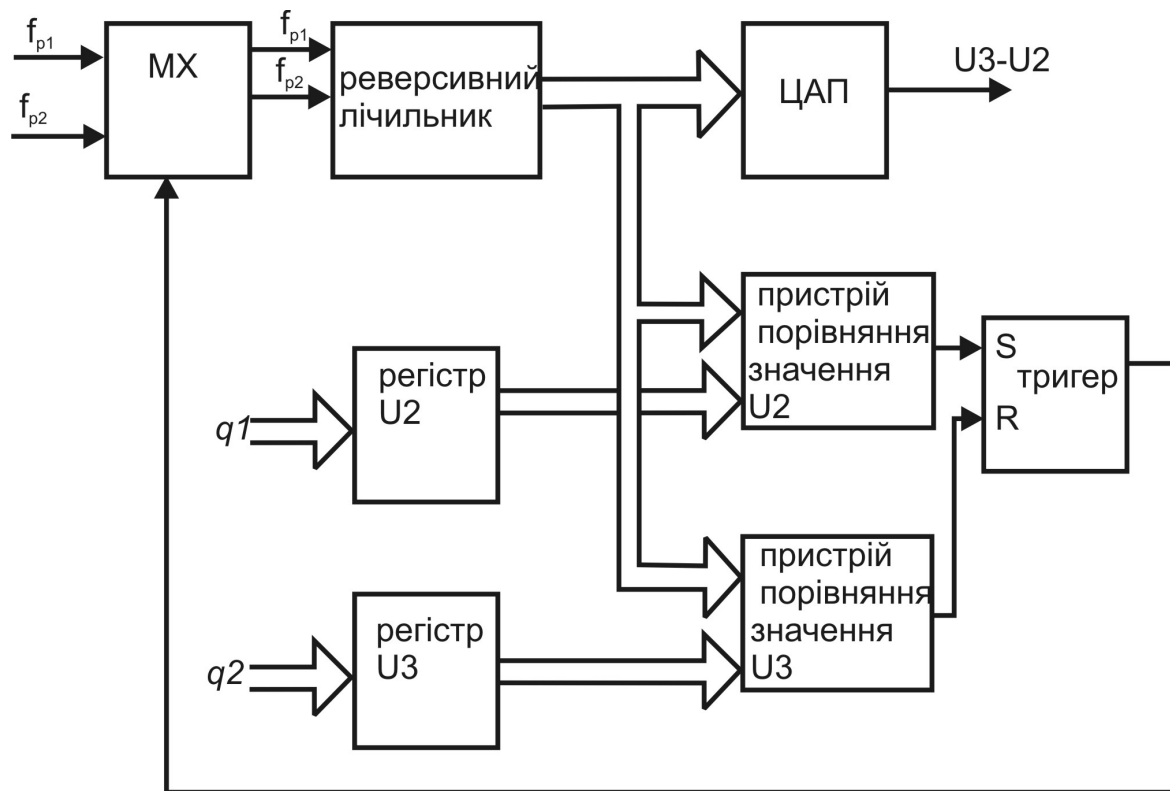 fp1
fp2
MX
fp1
fp2
реверсивний
лічильник
ЦАП
U3-U2
q1
регістр
U2
пристрій
порівняння
значення
U2
S
тригер
R
q2
регістр
U3
пристрій
порівняння
значення
U3